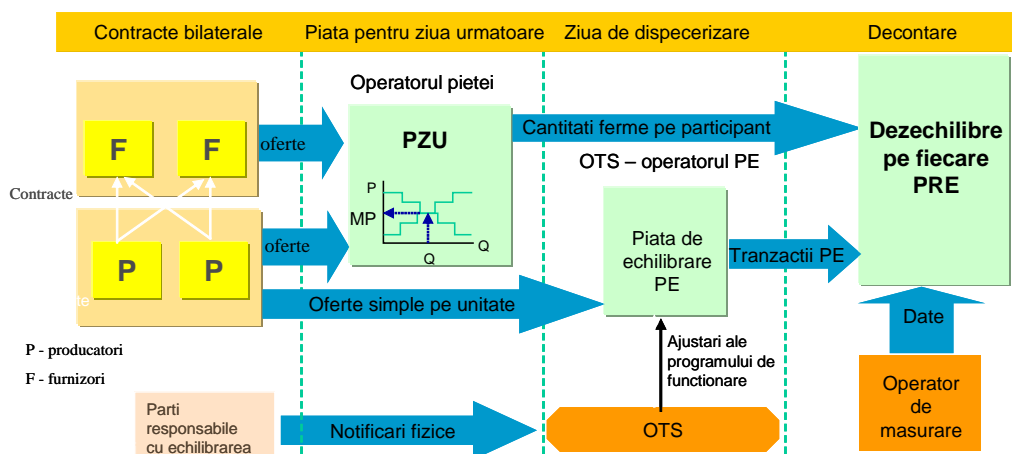 Contracte bilaterale
Piata pentru ziua urmatoare
Ziua de dispecerizare
Decontare
Operatorul pietei
F
F
oferte
PZU
P
MP
Q
Q
Cantitati ferme pe participant
Dezechilibre
pe fiecare
PRE
OTS – operatorul PE
Contracte
P
P
te
oferte
Piata de
echilibrare
PE
Tranzactii PE
Oferte simple pe unitate
Date
P - producatori
F - furnizori
Ajustari ale
programului de
functionare
Operator
de
masurare
Parti
responsabile
cu echilibrarea
Notificari fizice
OTS